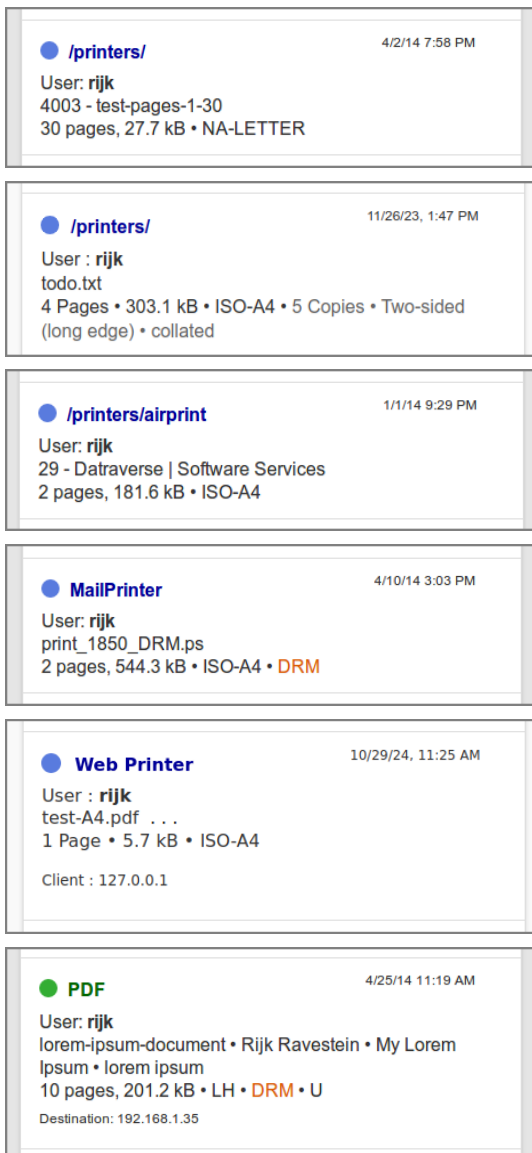 /printers/ 4/2/14 7:58 PM
User: rijk
4003 - test-pages-1-30
30 pages, 27.7 kB • NA-LETTER
/printers/ 11/26/23, 1:47 PM
User : rijk
todo.txt
4 Pages • 303.1 kB • ISO-A4 • 5 Copies • Two-sided
(long edge) • collated
/printers/airprint 1/1/14 9:29 PM
User: rijk
29 - Datraverse | Software Services
2 pages, 181.6 kB • ISO-A4
MailPrinter 4/10/14 3:03 PM
User: rijk
print_1850_DRM.ps
2 pages, 544.3 kB • ISO-A4 • DRM
Web Printer 10/29/24, 11:25 AM
User : rijk
test-A4.pdf ...
1 Page • 5.7 kB • ISO-A4
Client : 127.0.0.1
PDF 4/25/14 11:19 AM
User: rijk
lorem-ipsum-document • Rijk Ravestein • My Lorem
Ipsum • lorem ipsum
10 pages, 201.2 kB • LH • DRM • U
Destination: 192.168.1.35